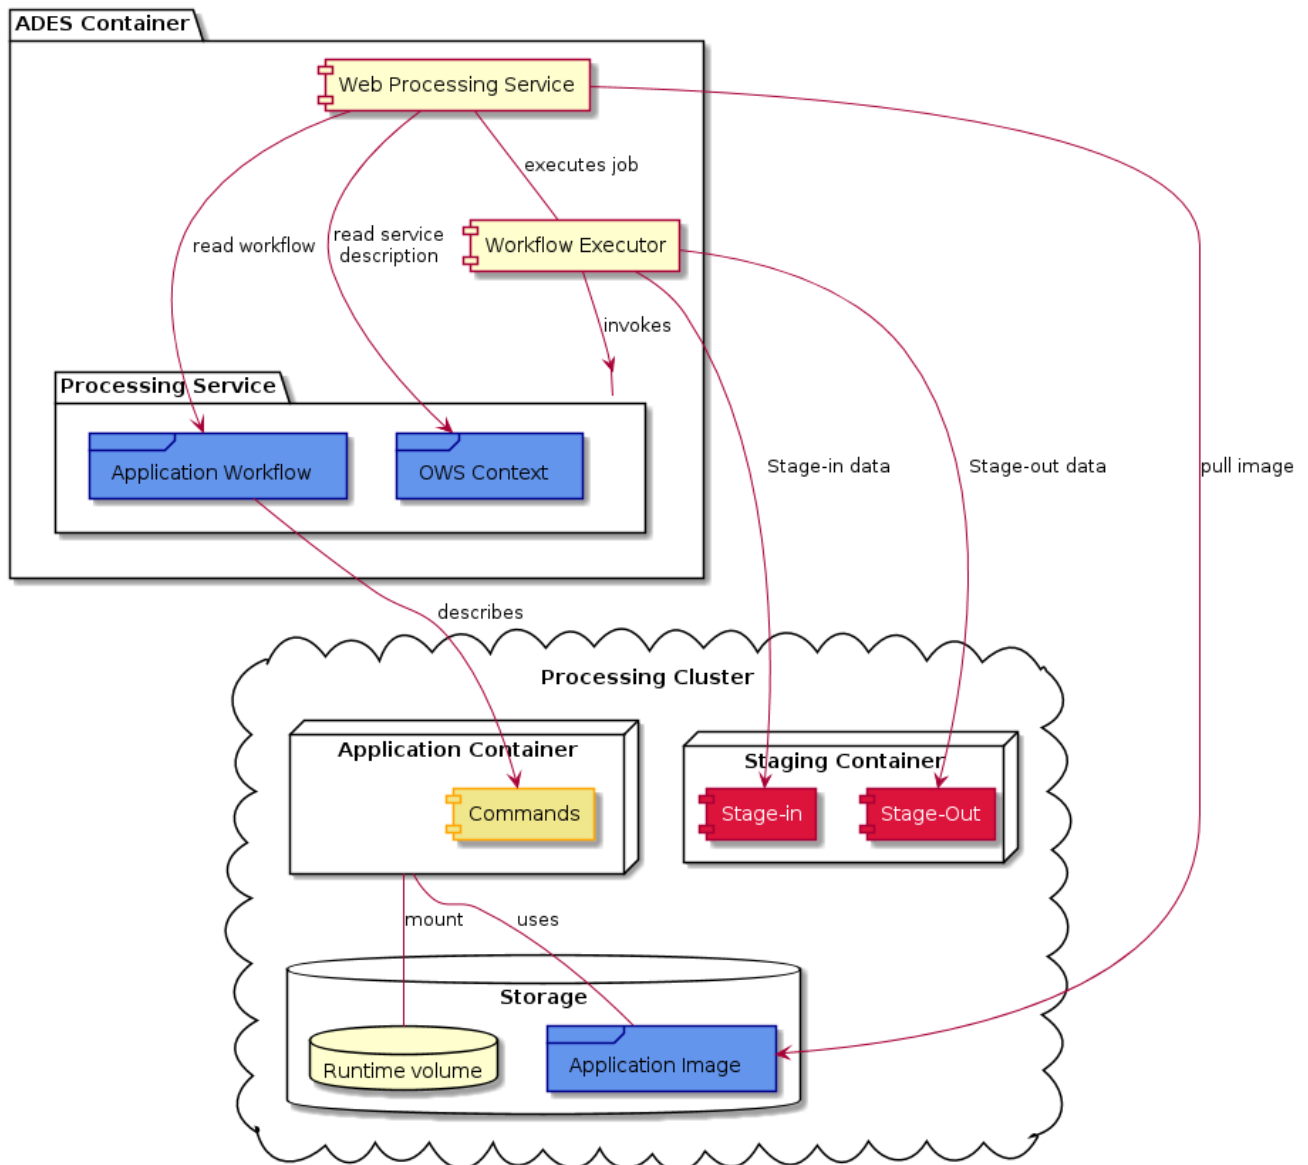 ADES Container
Web Processing Service
executes job
read workflow
read service
description
Workflow Executor
invokes
Processing Service
Application Workflow
OWS Context
Stage-in data
Stage-out data
pull image
describes
Processing Cluster
Application Container
Staging Container
Commands
Stage-in
Stage-Out
mount
uses
Storage
Runtime volume
Application Image